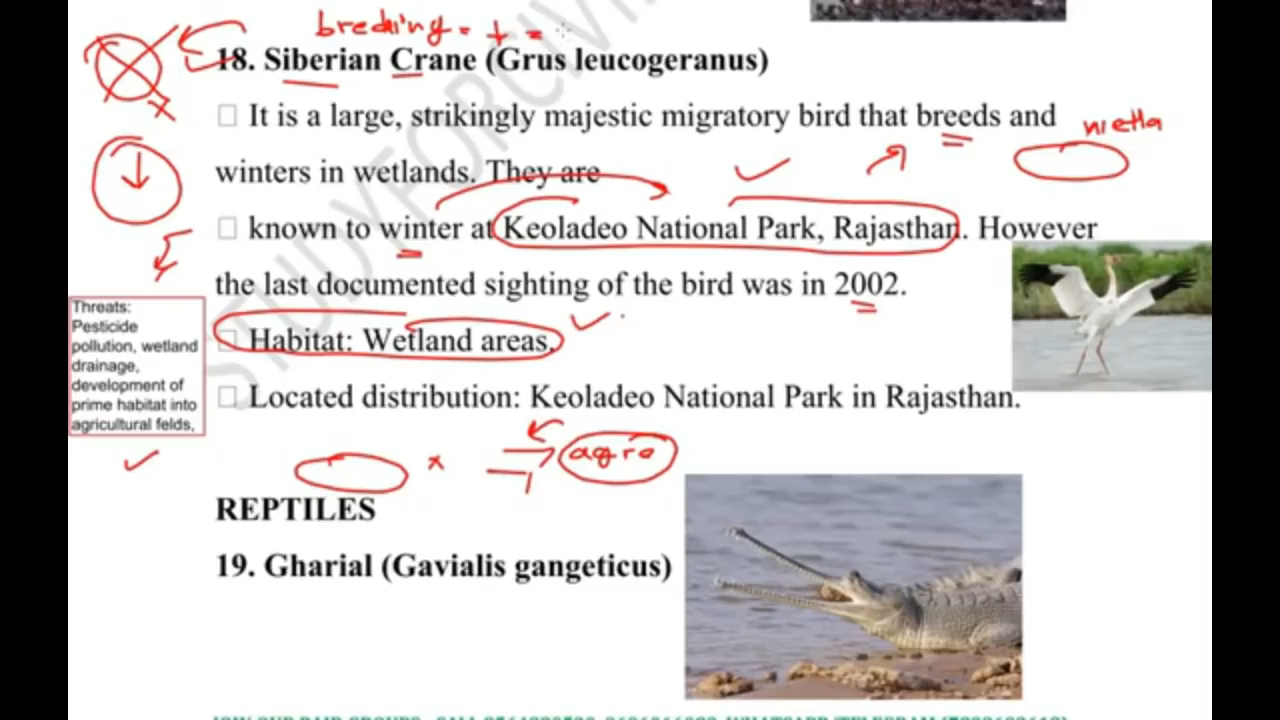 breeding = + =
18. Siberian Crane (Grus leucogeranus)
□ It is a large, strikingly majestic migratory bird that breeds and
winters in wetlands. They are
□ known to winter at Keoladeo National Park, Rajasthan. However
the last documented sighting of the bird was in 2002.
□ Habitat: Wetland areas.
□ Located distribution: Keoladeo National Park in Rajasthan.
Threats:
Pesticide
pollution, wetland
drainage,
development of
prime habitat into
agricultural felds,
agro
REPTILES
19. Gharial (Gavialis gangeticus)
STUDYFORCIVI